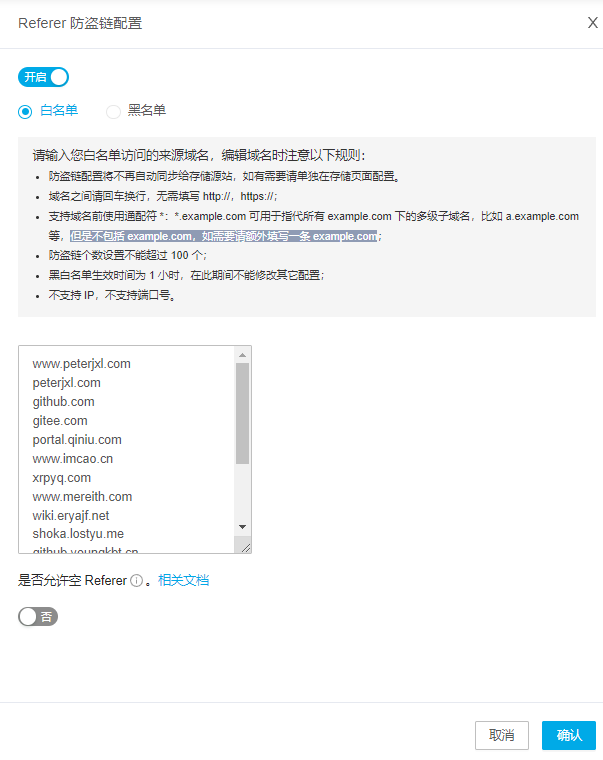 Referer 防盗链配置
X
开启
白名单 黑名单
请输入您白名单访问的来源域名，编辑域名时注意以下规则：
• 防盗链配置将不再自动同步给存储源站，如有需要请单独在存储页面配置。
• 域名之间请回车换行，无需填写 http://，https://；
• 支持域名前使用通配符 *：*.example.com 可用于指代所有 example.com 下的多级子域名，比如 a.example.com
等，但是不包括 example.com，如需要请额外填写一条 example.com；
• 防盗链个数设置不能超过 100 个；
• 黑白名单生效时间为 1 小时，在此期间不能修改其它配置；
• 不支持 IP，不支持端口号。
www.peterjxl.com
peterjxl.com
github.com
gitee.com
portal.qiniu.com
www.imcao.cn
xrpyq.com
www.mereith.com
wiki.eryajf.net
shoka.lostyu.me
github.youngkbt.cn
是否允许空 Referer 。相关文档
否
取消 确认